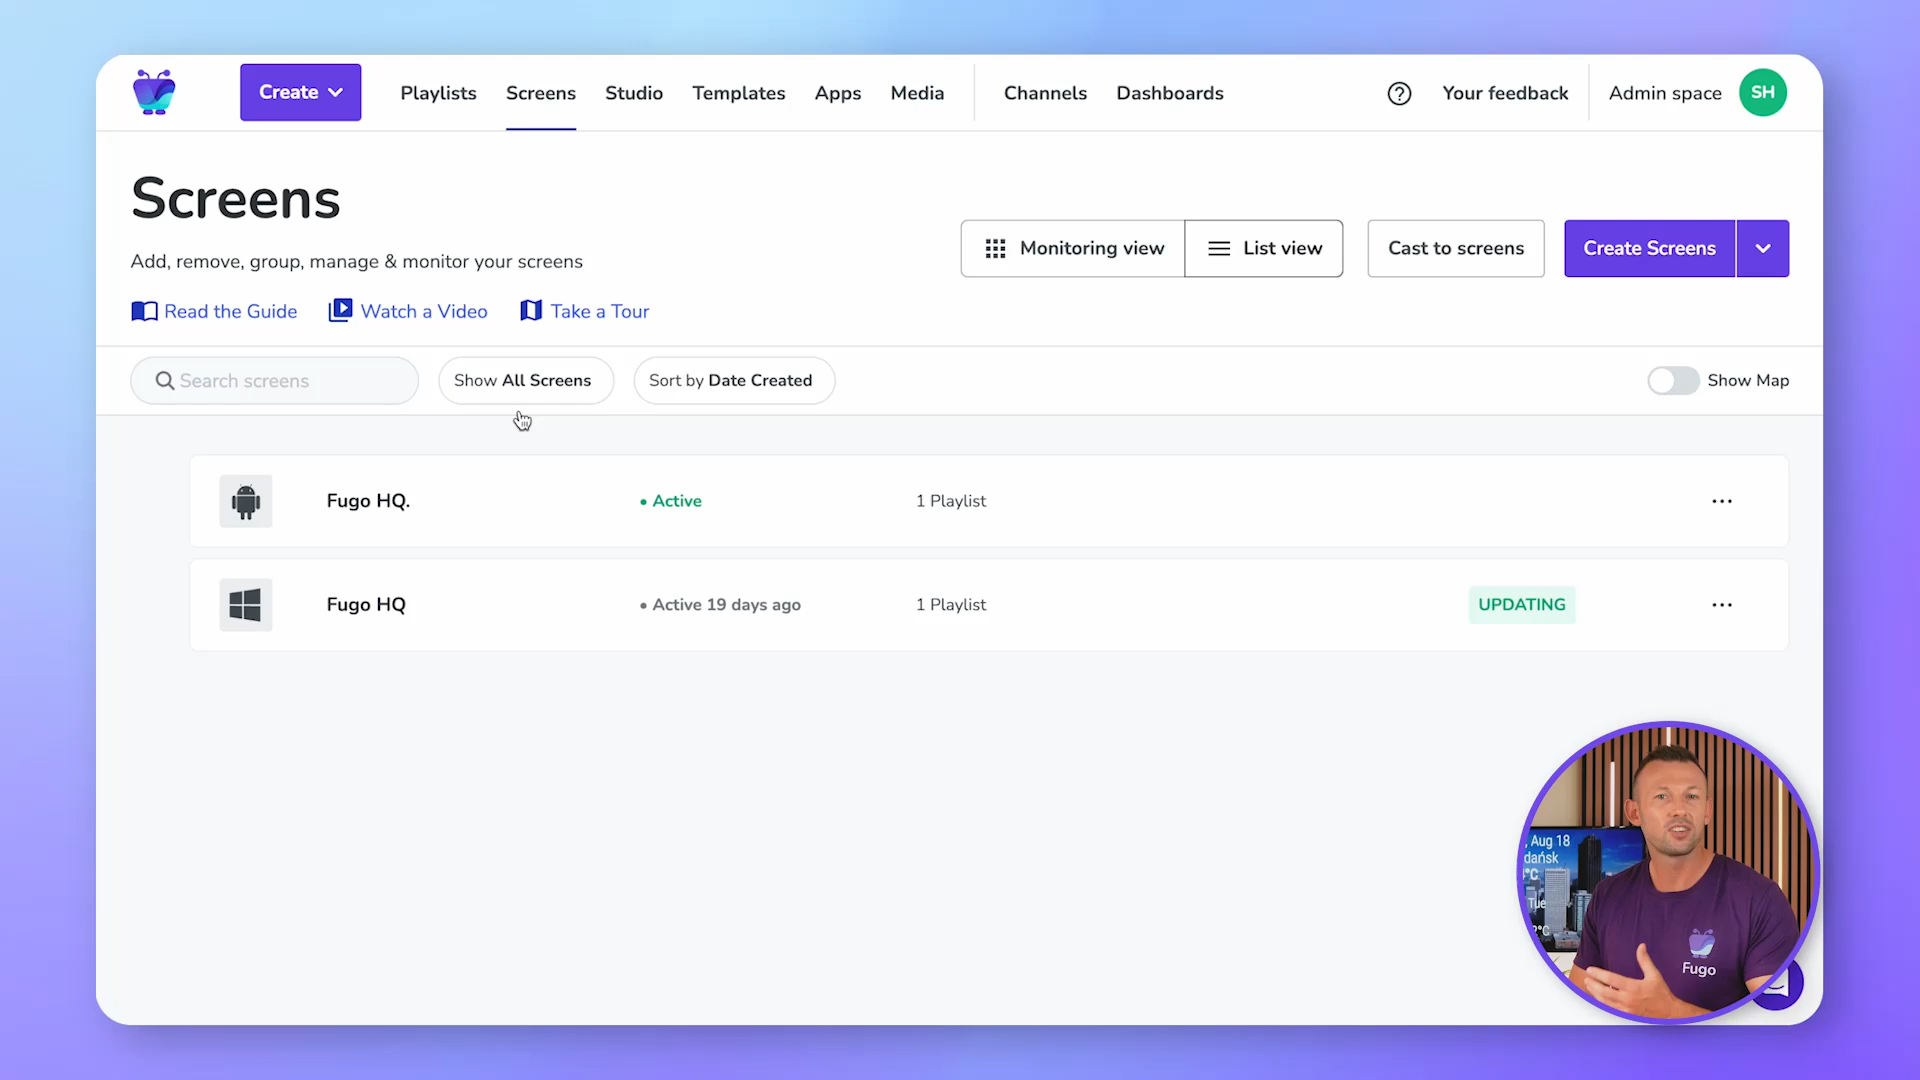 Create
Playlists
Screens
Studio
Templates
Apps
Media
Channels
Dashboards
Your feedback
Admin space
SH
Screens
Add, remove, group, manage & monitor your screens
Monitoring view
List view
Cast to screens
Create Screens
Read the Guide
Watch a Video
Take a Tour
Search screens
Show All Screens
Sort by Date Created
Show Map
Fugo HQ.
• Active
1 Playlist
Fugo HQ
• Active 19 days ago
1 Playlist
UPDATING
, Aug 18
dańsk
°C
Tue
°C
Fugo